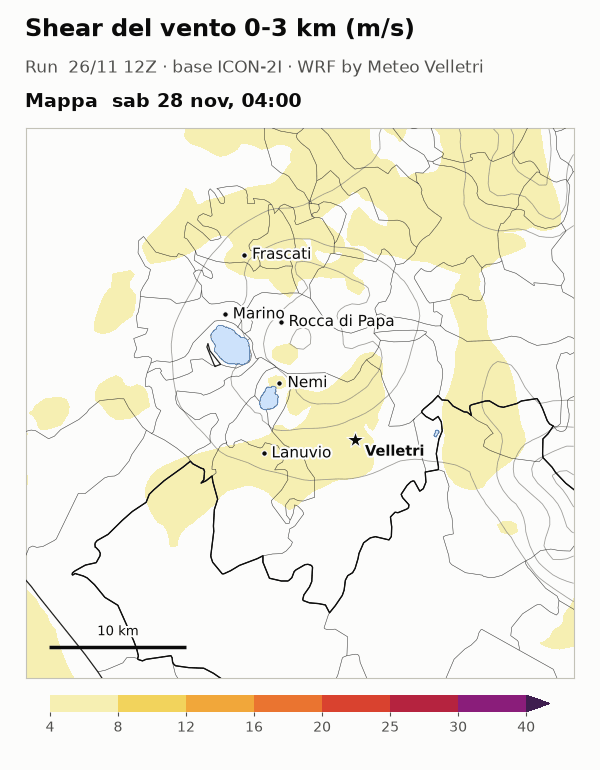 Shear del vento 0-3 km (m/s)
Run  26/11 12Z · base ICON-2I · WRF by Meteo Velletri
Mappa  sab 28 nov, 04:00
Frascati
Marino
Rocca di Papa
Nemi
Velletri
Lanuvio
10 km
4 8 12 16 20 25 30 40